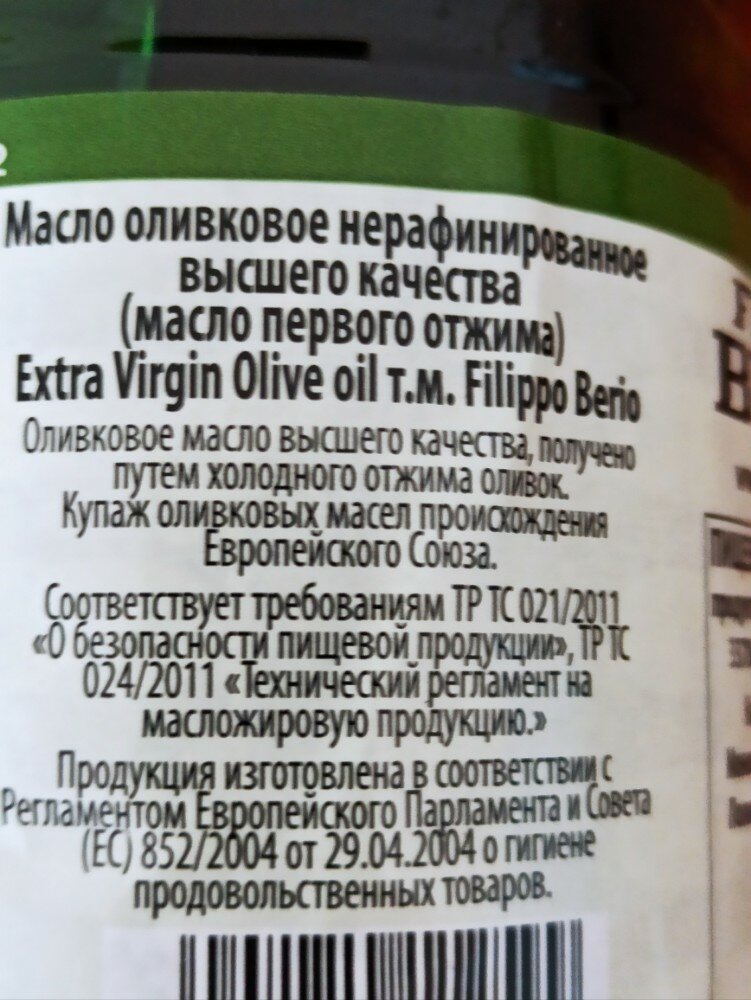 Масло оливковое нерафинированное
высшего качества
(масло первого отжима)
Extra Virgin Olive oil т.м. Filippo Berio
Оливковое масло высшего качества, получено
путем холодного отжима оливок.
Купаж оливковых масел происхождения
Европейского Союза.
Соответствует требованиям ТР ТС 021/2011
«О безопасности пищевой продукции», ТР ТС
024/2011 «Технический регламент на
масложировую продукцию.»
Продукция изготовлена в соответствии с
Регламентом Европейского Парламента и Совета
(ЕС) 852/2004 от 29.04.2004 о гигиене
продовольственных товаров.